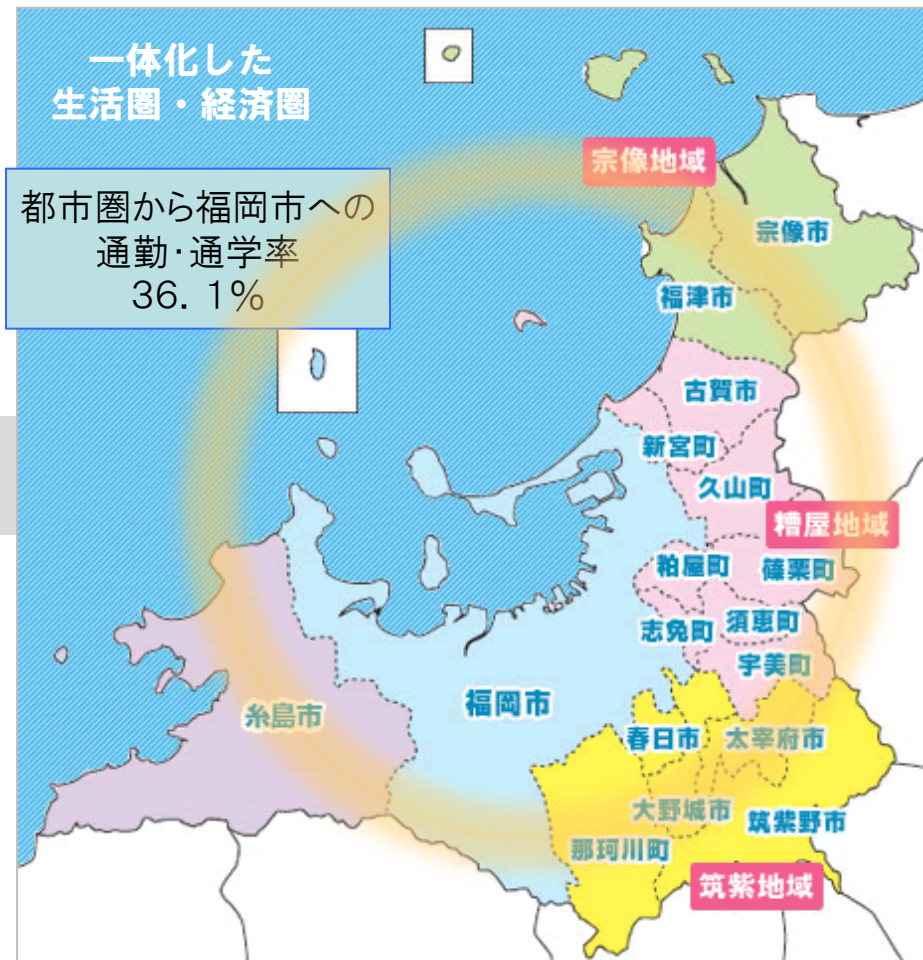 一体化した
生活圏・経済圏
都市圏から福岡市への
通勤・通学率
36．1%
宗像地域
宗像市
福津市
古賀市
新宮町
久山町
糟屋地域
粕屋町
篠栗町
志免町
須恵町
宇美町
糸島市
福岡市
春日市
太宰府市
大野城市
筑紫野市
那珂川町
筑紫地域